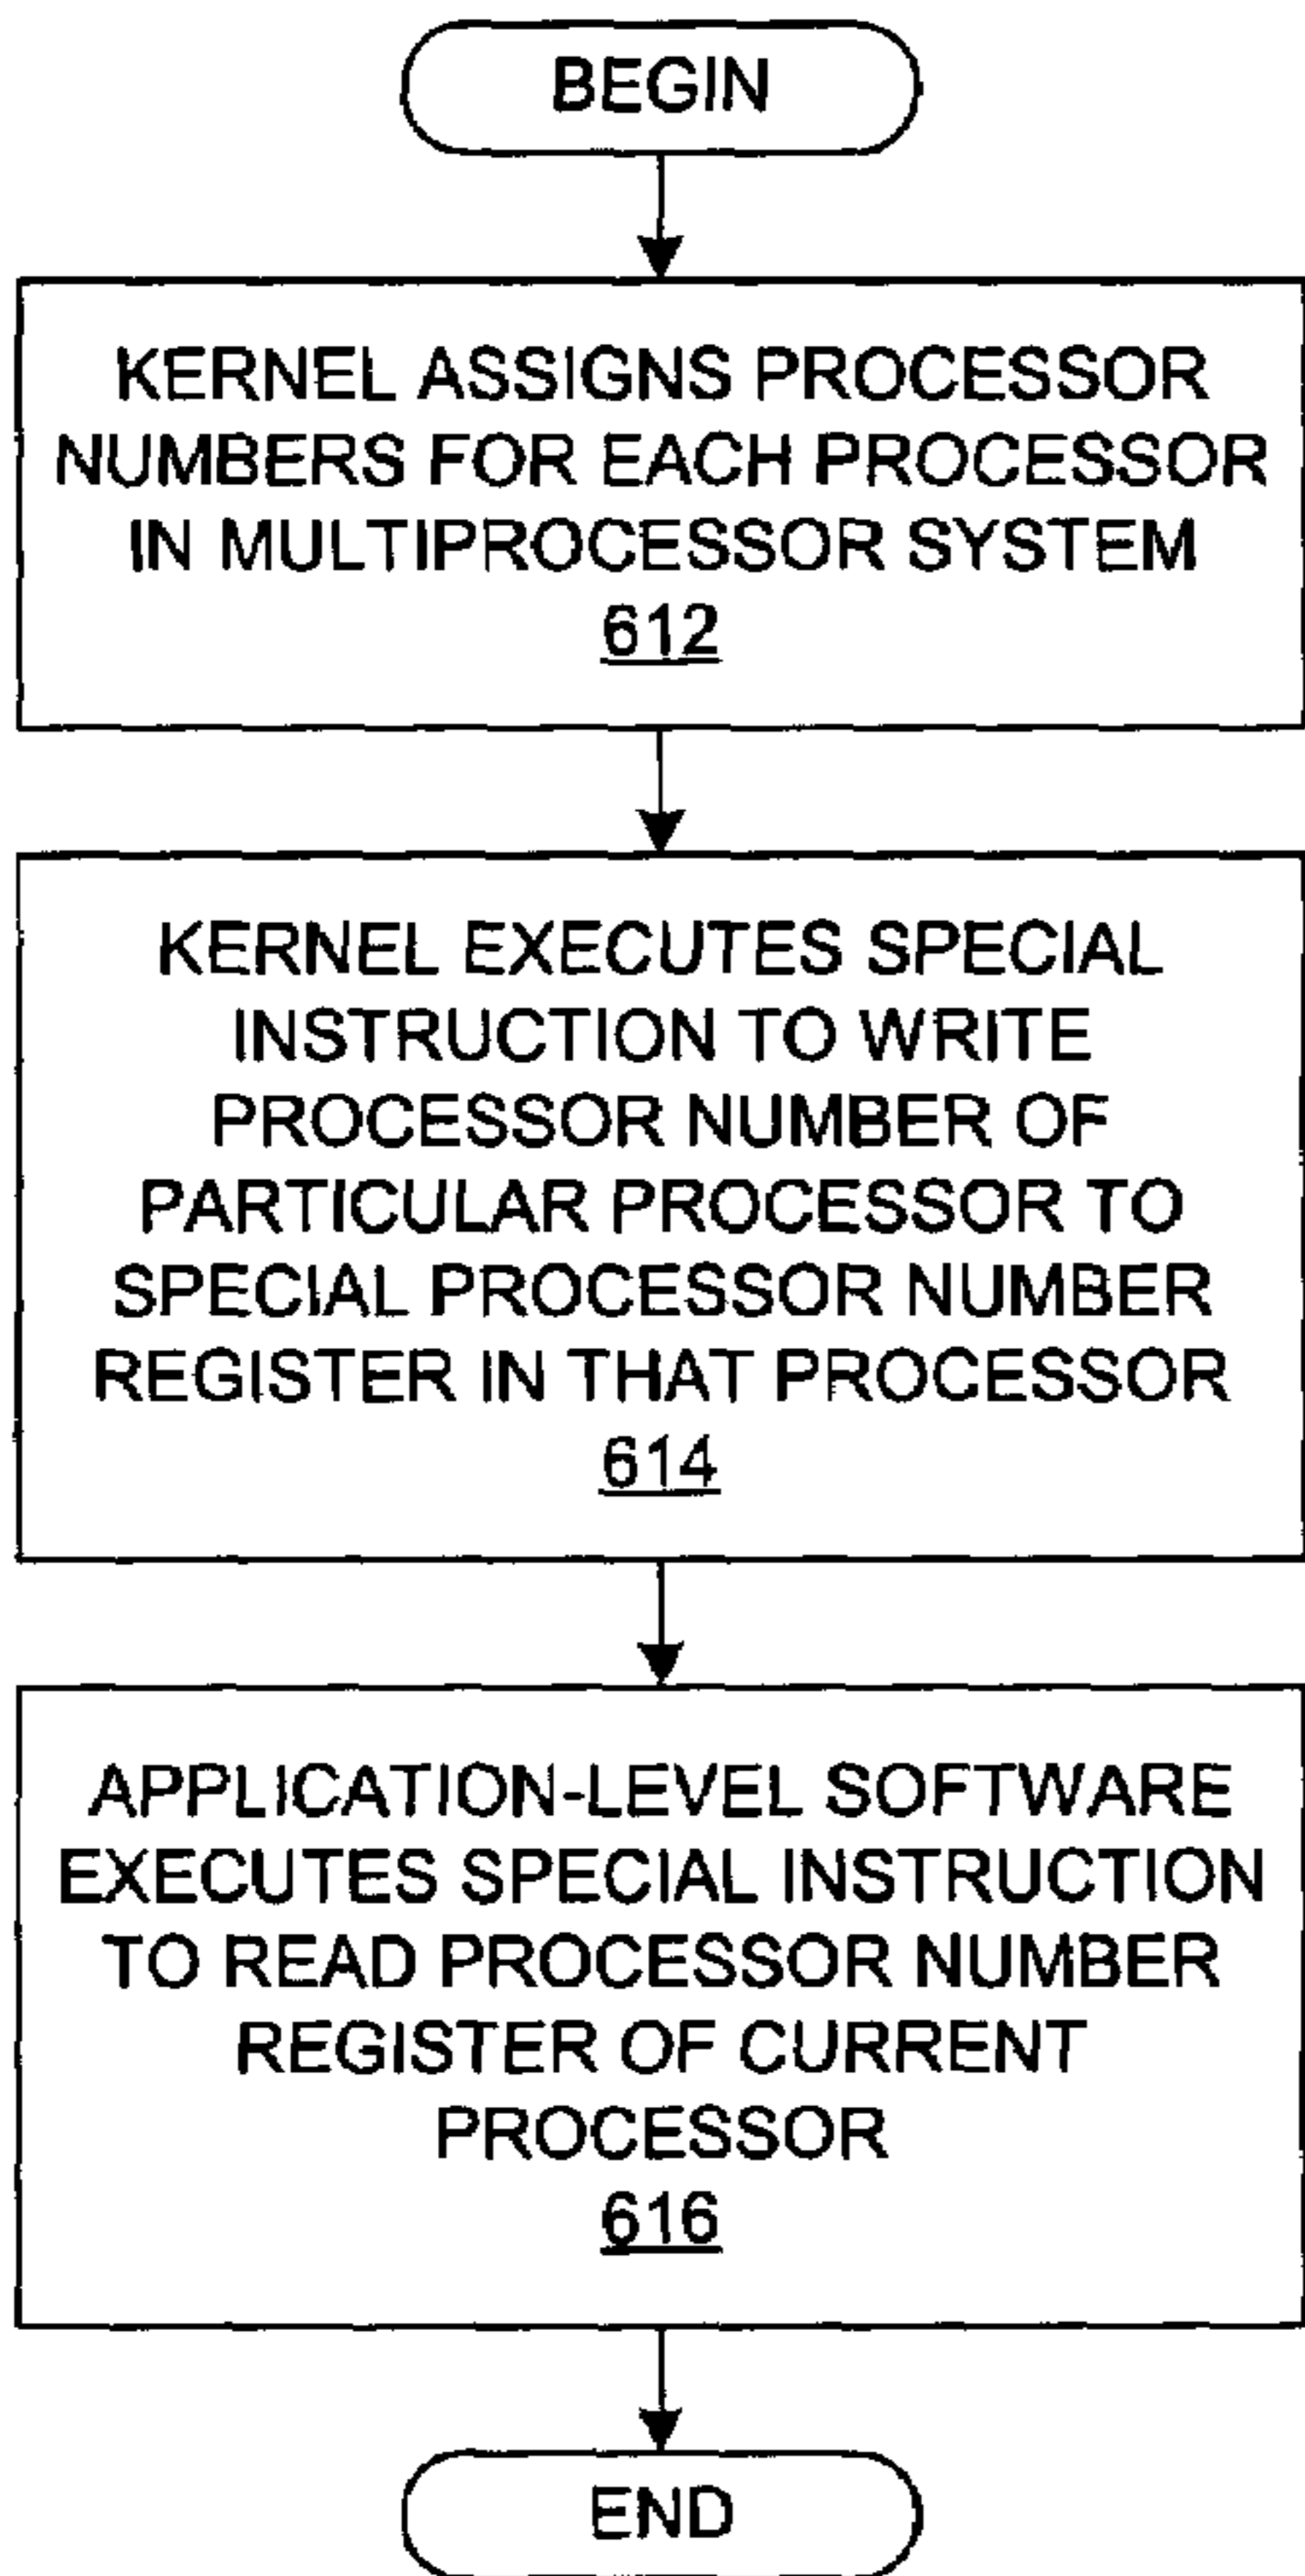 BEGIN
KERNEL ASSIGNS PROCESSOR
NUMBERS FOR EACH PROCESSOR
IN MULTIPROCESSOR SYSTEM
612
KERNEL EXECUTES SPECIAL
INSTRUCTION TO WRITE
PROCESSOR NUMBER OF
PARTICULAR PROCESSOR TO
SPECIAL PROCESSOR NUMBER
REGISTER IN THAT PROCESSOR
614
APPLICATION-LEVEL SOFTWARE
EXECUTES SPECIAL INSTRUCTION
TO READ PROCESSOR NUMBER
REGISTER OF CURRENT
PROCESSOR
616
END